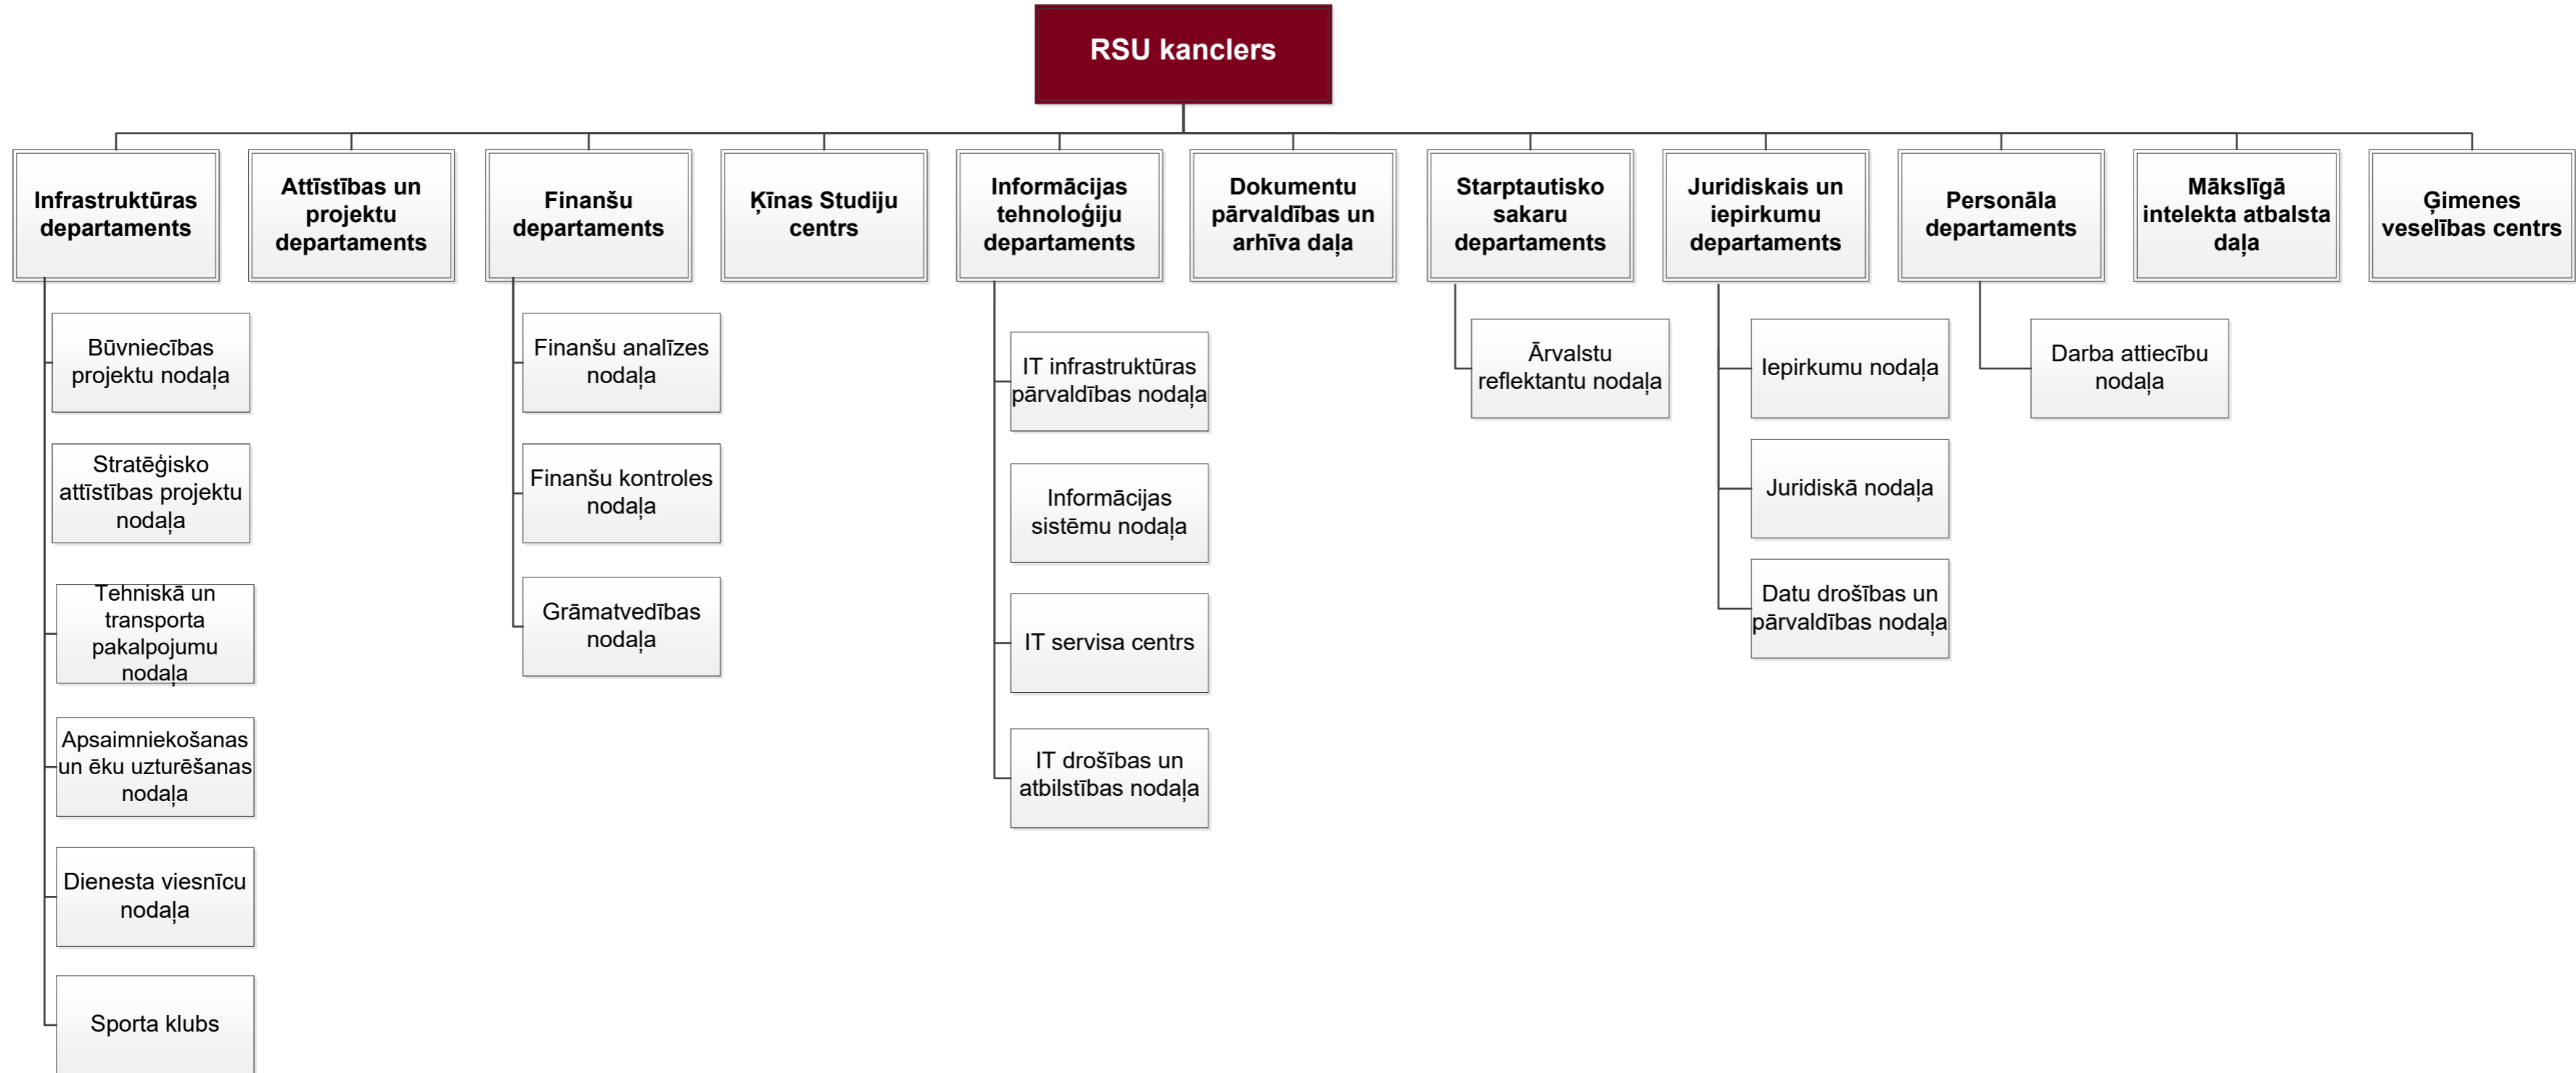 RSU kanclers
Infrastruktūras
departaments
Attīstības un
projektu
departaments
Finanšu
departaments
Ķīnas Studiju
centrs
Informācijas
tehnoloģiju
departaments
Dokumentu
pārvaldības un
arhīva daļa
Starptautisko
sakaru
departaments
Juridiskais un
iepirkumu
departaments
Personāla
departaments
Mākslīgā
intelekta atbalsta
daļa
Ģimenes
veselības centrs
Būvniecības
projektu nodaļa
Stratēģisko
attīstības projektu
nodaļa
Tehniskā un
transporta
pakalpojumu
nodaļa
Apsaimniekošanas
un ēku uzturēšanas
nodaļa
Dienesta viesnīcu
nodaļa
Sporta klubs
Finanšu analīzes
nodaļa
Finanšu kontroles
nodaļa
Grāmatvedības
nodaļa
IT infrastruktūras
pārvaldības nodaļa
Informācijas
sistēmu nodaļa
IT servisa centrs
IT drošības un
atbilstības nodaļa
Ārvalstu
reflektantu nodaļa
Iepirkumu nodaļa
Juridiskā nodaļa
Datu drošības un
pārvaldības nodaļa
Darba attiecību
nodaļa